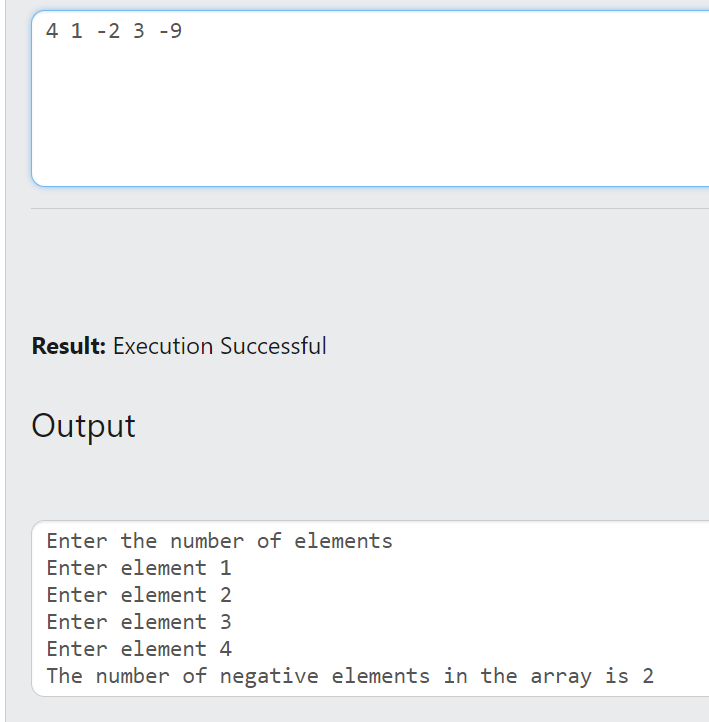 4 1 -2 3 -9
Result: Execution Successful
Output
Enter the number of elements
Enter element 1
Enter element 2
Enter element 3
Enter element 4
The number of negative elements in the array is 2